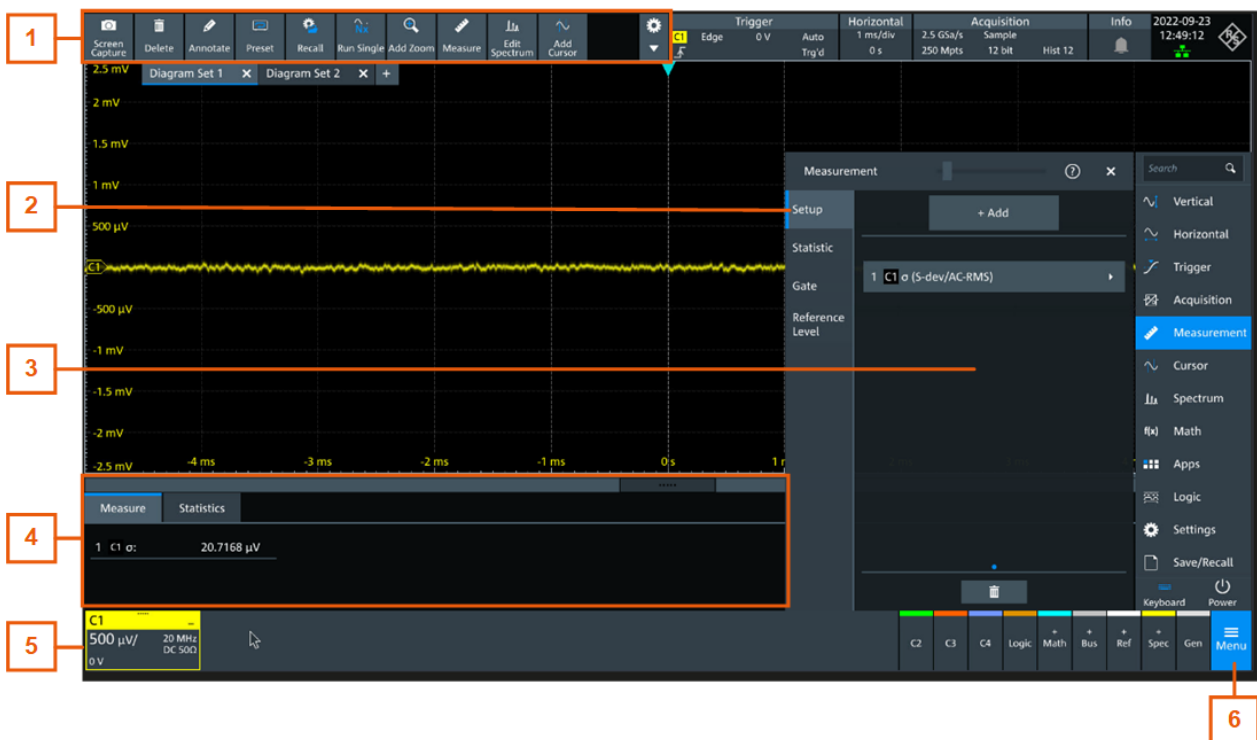 1
Screen Capture
Delete
Annotate
Preset
Recall
Run Single
Add Zoom
Measure
Edit Spectrum
Add Cursor
C1
Trigger
Edge 0 V Auto
Trg'd
Horizontal
1 ms/div
0 s
Acquisition
2.5 GSa/s Sample
250 Mpts 12 bit Hist 12
Info
2022-09-23
12:49:12
Diagram Set 1
Diagram Set 2
+
2.5 mV
2 mV
1.5 mV
1 mV
500 µV
C1
-500 µV
-1 mV
-1.5 mV
-2 mV
-2.5 mV
-4 ms
-3 ms
-2 ms
-1 ms
0 s
2
3
Measurement
?
Setup
Statistic
Gate
Reference Level
+ Add
1 C1 σ (S-dev/AC-RMS)
Search
Vertical
Horizontal
Trigger
Acquisition
Measurement
Cursor
Spectrum
f(x) Math
Apps
Logic
Settings
Save/Recall
Keyboard
Power
4
Measure
Statistics
1 C1 σ: 20.7168 µV
5
C1
500 µV/ 20 MHz
DC 50Ω
0 V
C2
C3
C4
Logic
+ Math
+ Bus
+ Ref
+ Spec
Gen
Menu
6